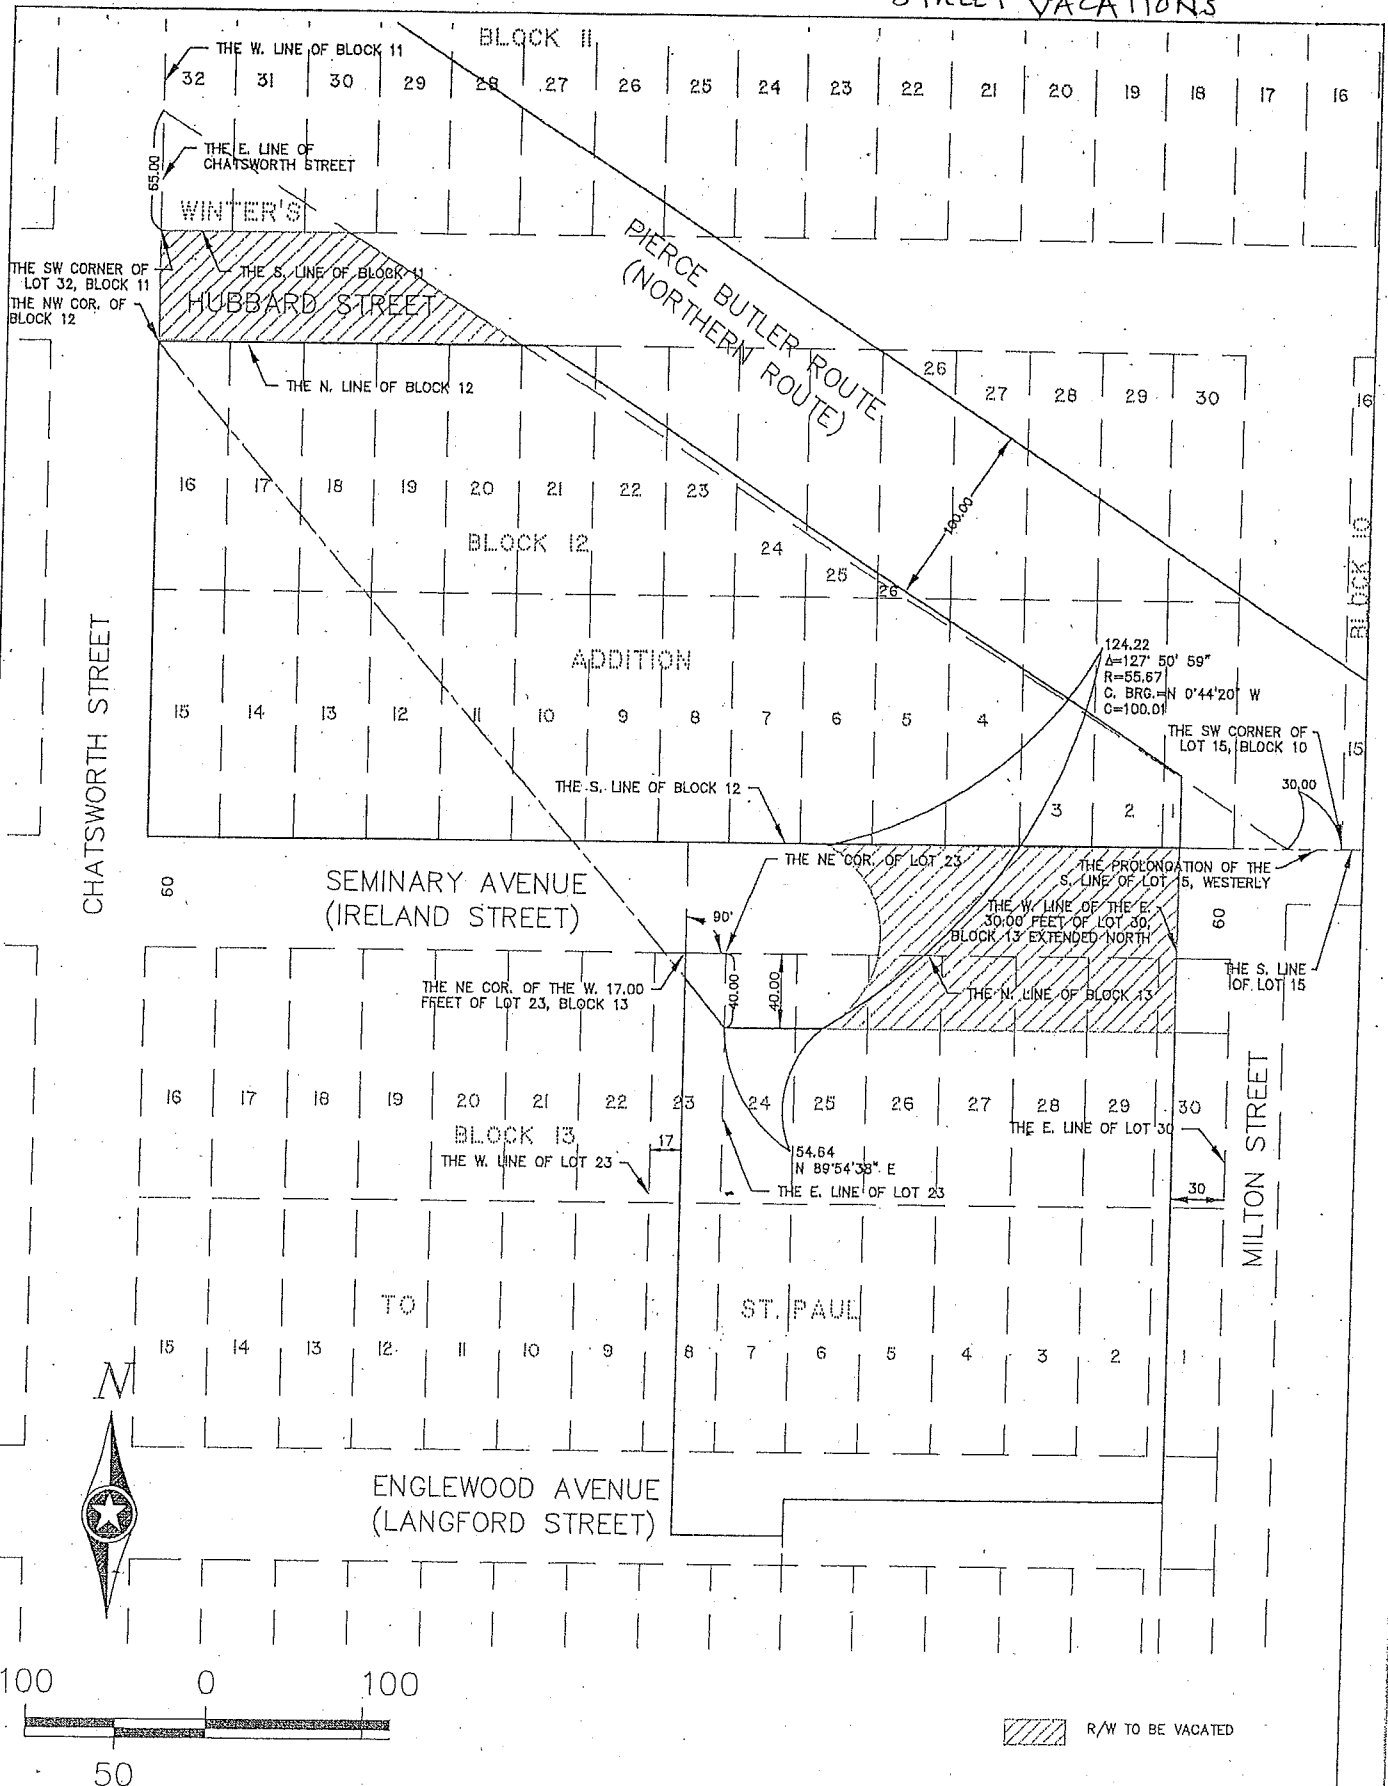 STREET VACATIONS
BLOCK 11
THE W. LINE OF BLOCK 11
32 31 30 29 28 27 26 25 24 23 22 21 20 19 18 17 16
THE E. LINE OF
CHATSWORTH STREET
65.00
WINTER'S
THE SW CORNER OF
LOT 32, BLOCK 11
THE NW COR. OF
BLOCK 12
THE S. LINE OF BLOCK 11
HUBBARD STREET
PIERCE BUTLER ROUTE
(NORTHERN ROUTE)
THE N. LINE OF BLOCK 12
26 27 28 29 30
16
16 17 18 19 20 21 22 23
24
25
26
BLOCK 12
100.00
BLOCK 10
ADDITION
124.22
Δ=127° 50' 59"
R=55.67
C. BRG.=N 0°44'20" W
C=100.01
15 14 13 12 11 10 9 8 7 6 5 4
3 2 1
THE SW CORNER OF
LOT 15, BLOCK 10
15
30.00
CHATSWORTH STREET
THE S. LINE OF BLOCK 12
THE NE COR. OF LOT 23
60
SEMINARY AVENUE
(IRELAND STREET)
90°
THE PROLONGATION OF THE
S. LINE OF LOT 15, WESTERLY
THE W. LINE OF THE E.
30.00 FEET OF LOT 30,
BLOCK 13 EXTENDED NORTH
60
THE S. LINE
OF LOT 15
THE NE COR. OF THE W. 17.00
FREET OF LOT 23, BLOCK 13
40.00
40.00
THE N. LINE OF BLOCK 13
16 17 18 19 20 21 22 23 24 25 26 27 28 29 30
BLOCK 13
17
THE W. LINE OF LOT 23
54.64
N 89°54'38" E
THE E. LINE OF LOT 23
THE E. LINE OF LOT 30
30
MILTON STREET
TO
ST. PAUL
15 14 13 12 11 10 9 8 7 6 5 4 3 2 1
N
ENGLEWOOD AVENUE
(LANGFORD STREET)
100 0 100
50
R/W TO BE VACATED